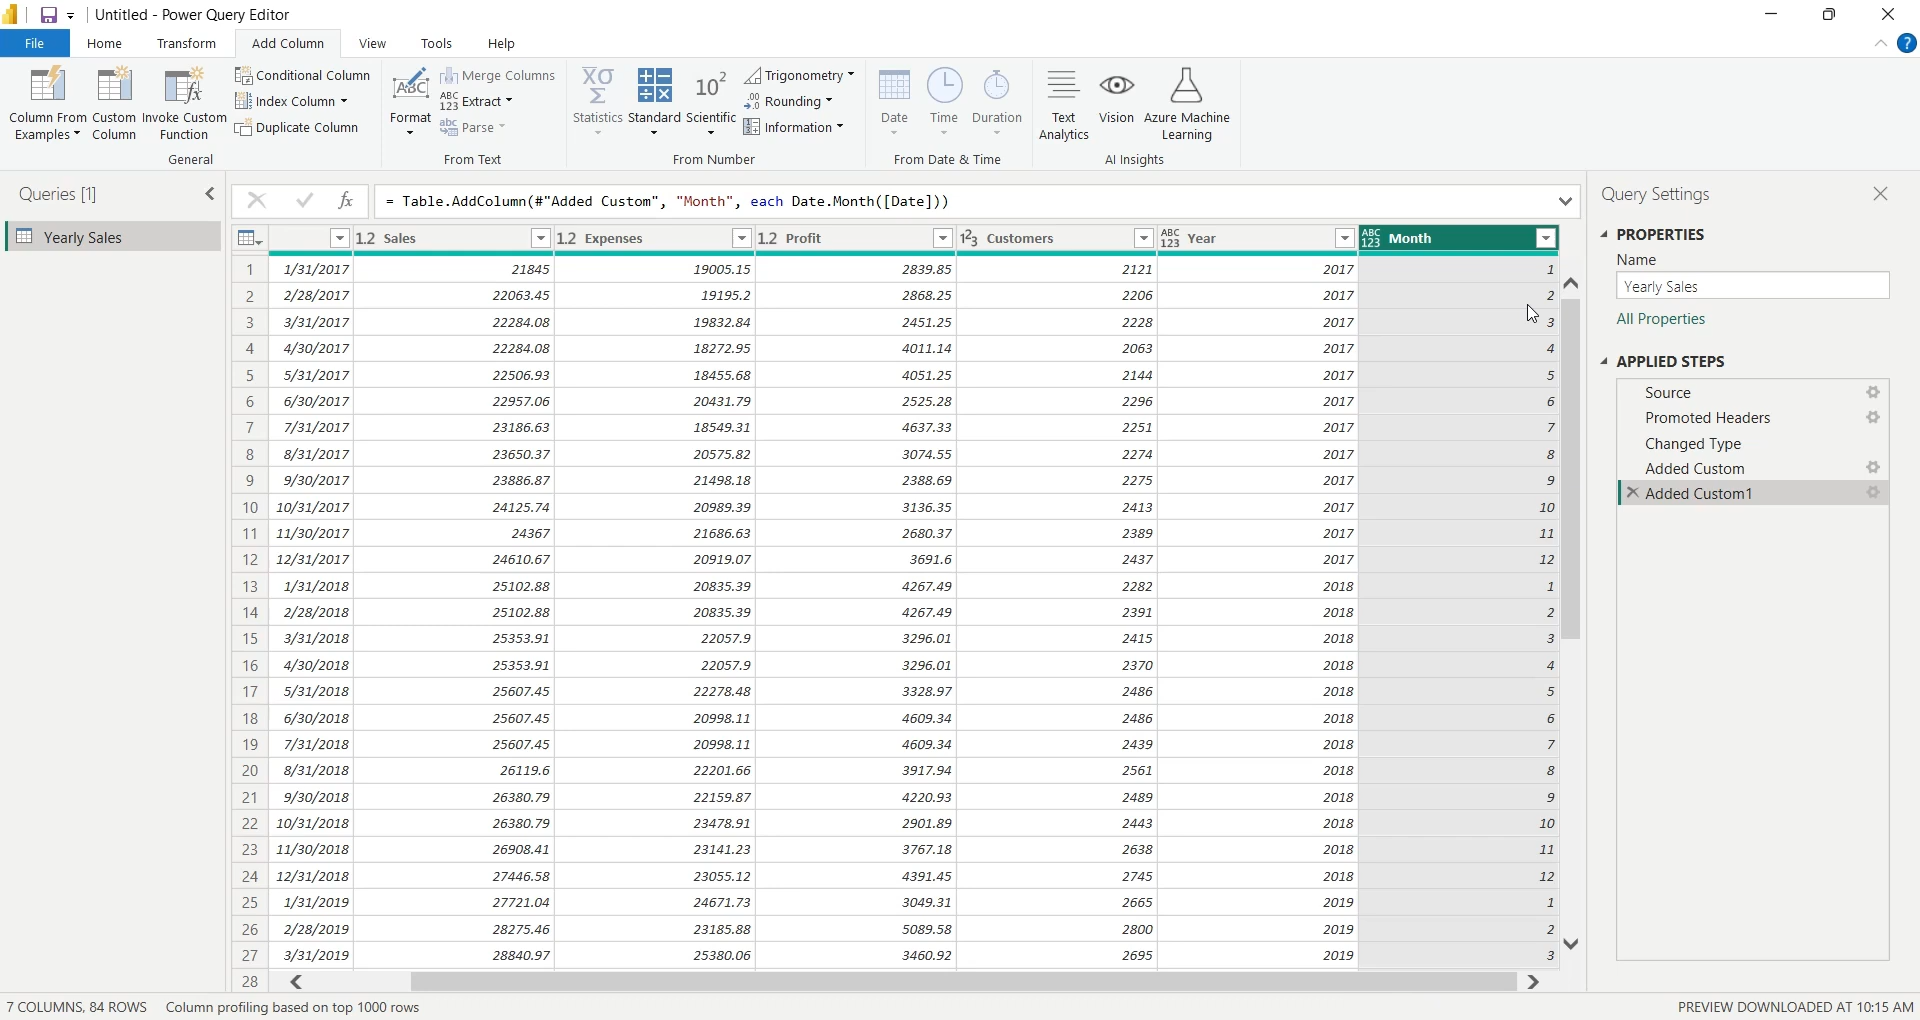 Untitled - Power Query Editor
File Home Transform Add Column View Tools Help ?
Column From Examples
Custom Column
Invoke Custom Function
Conditional Column
Index Column
Duplicate Column
General
ABC Format
Merge Columns
ABC 123 Extract
abc Parse
From Text
XΣσ Statistics
Standard
10² Scientific
Trigonometry
.00 Rounding
Information
From Number
Date
Time
Duration
From Date & Time
Text Analytics
Vision
Azure Machine Learning
AI Insights
Queries [1]
Yearly Sales
fx = Table.AddColumn(#"Added Custom", "Month", each Date.Month([Date]))
1.2 Sales 1.2 Expenses 1.2 Profit 1²3 Customers ABC 123 Year ABC 123 Month
1 1/31/2017 21845 19005.15 2839.85 2121 2017 1
2 2/28/2017 22063.45 19195.2 2868.25 2206 2017 2
3 3/31/2017 22284.08 19832.84 2451.25 2228 2017 3
4 4/30/2017 22284.08 18272.95 4011.14 2063 2017 4
5 5/31/2017 22506.93 18455.68 4051.25 2144 2017 5
6 6/30/2017 22957.06 20431.79 2525.28 2296 2017 6
7 7/31/2017 23186.63 18549.31 4637.33 2251 2017 7
8 8/31/2017 23650.37 20575.82 3074.55 2274 2017 8
9 9/30/2017 23886.87 21498.18 2388.69 2275 2017 9
10 10/31/2017 24125.74 20989.39 3136.35 2413 2017 10
11 11/30/2017 24367 21686.63 2680.37 2389 2017 11
12 12/31/2017 24610.67 20919.07 3691.6 2437 2017 12
13 1/31/2018 25102.88 20835.39 4267.49 2282 2018 1
14 2/28/2018 25102.88 20835.39 4267.49 2391 2018 2
15 3/31/2018 25353.91 22057.9 3296.01 2415 2018 3
16 4/30/2018 25353.91 22057.9 3296.01 2370 2018 4
17 5/31/2018 25607.45 22278.48 3328.97 2486 2018 5
18 6/30/2018 25607.45 20998.11 4609.34 2486 2018 6
19 7/31/2018 25607.45 20998.11 4609.34 2439 2018 7
20 8/31/2018 26119.6 22201.66 3917.94 2561 2018 8
21 9/30/2018 26380.79 22159.87 4220.93 2489 2018 9
22 10/31/2018 26380.79 23478.91 2901.89 2443 2018 10
23 11/30/2018 26908.41 23141.23 3767.18 2638 2018 11
24 12/31/2018 27446.58 23055.12 4391.45 2745 2018 12
25 1/31/2019 27721.04 24671.73 3049.31 2665 2019 1
26 2/28/2019 28275.46 23185.88 5089.58 2800 2019 2
27 3/31/2019 28840.97 25380.06 3460.92 2695 2019 3
28
Query Settings
PROPERTIES
Name
Yearly Sales
All Properties
APPLIED STEPS
Source
Promoted Headers
Changed Type
Added Custom
Added Custom1
7 COLUMNS, 84 ROWS Column profiling based on top 1000 rows PREVIEW DOWNLOADED AT 10:15 AM